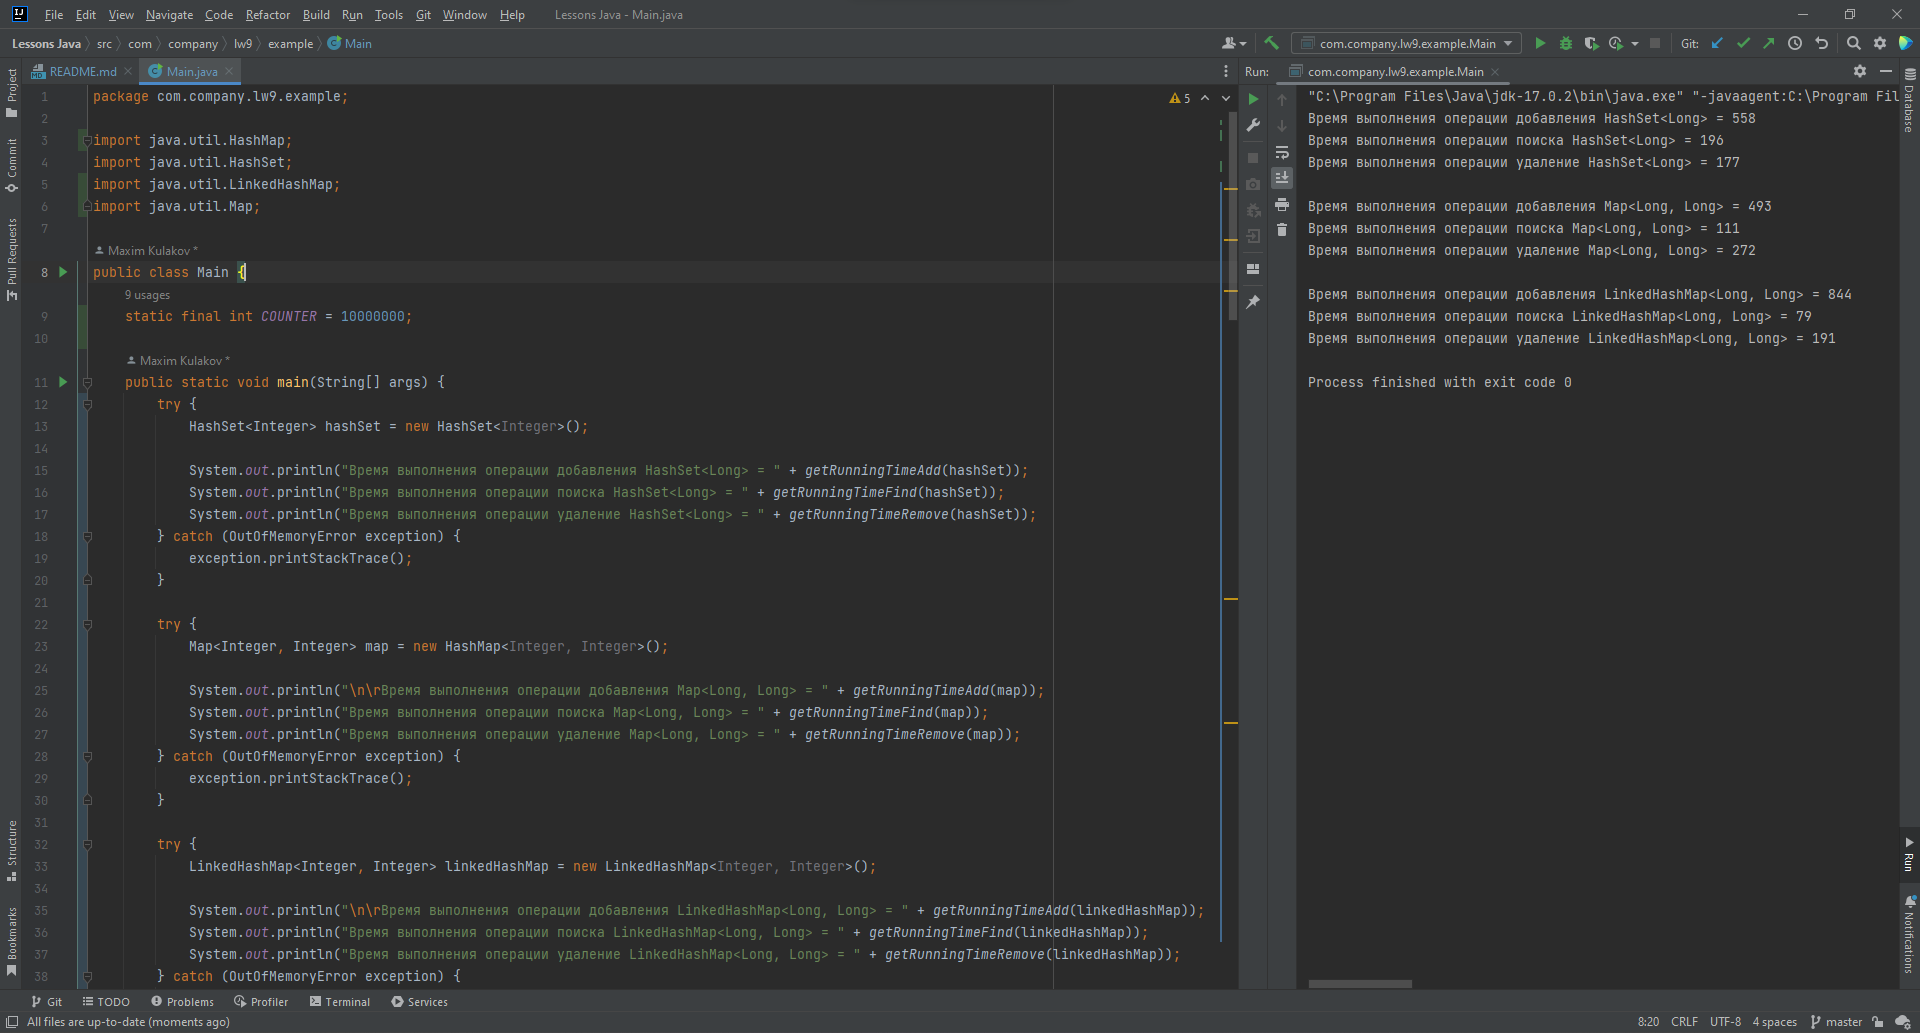 File Edit View Navigate Code Refactor Build Run Tools Git Window Help Lessons Java - Main.java
Lessons Java src com company lw9 example Main
com.company.lw9.example.Main
Git:
README.md Main.java
Run: com.company.lw9.example.Main
Project
Commit
Pull Requests
Structure
Bookmarks
5
1 package com.company.lw9.example;
2
3 import java.util.HashMap;
4 import java.util.HashSet;
5 import java.util.LinkedHashMap;
6 import java.util.Map;
7
Maxim Kulakov *
8 public class Main {
9 usages
9 static final int COUNTER = 10000000;
10
Maxim Kulakov *
11 public static void main(String[] args) {
12 try {
13 HashSet<Integer> hashSet = new HashSet<Integer>();
14
15 System.out.println("Время выполнения операции добавления HashSet<Long> = " + getRunningTimeAdd(hashSet));
16 System.out.println("Время выполнения операции поиска HashSet<Long> = " + getRunningTimeFind(hashSet));
17 System.out.println("Время выполнения операции удаление HashSet<Long> = " + getRunningTimeRemove(hashSet));
18 } catch (OutOfMemoryError exception) {
19 exception.printStackTrace();
20 }
21
22 try {
23 Map<Integer, Integer> map = new HashMap<Integer, Integer>();
24
25 System.out.println("\n\rВремя выполнения операции добавления Map<Long, Long> = " + getRunningTimeAdd(map));
26 System.out.println("Время выполнения операции поиска Map<Long, Long> = " + getRunningTimeFind(map));
27 System.out.println("Время выполнения операции удаление Map<Long, Long> = " + getRunningTimeRemove(map));
28 } catch (OutOfMemoryError exception) {
29 exception.printStackTrace();
30 }
31
32 try {
33 LinkedHashMap<Integer, Integer> linkedHashMap = new LinkedHashMap<Integer, Integer>();
34
35 System.out.println("\n\rВремя выполнения операции добавления LinkedHashMap<Long, Long> = " + getRunningTimeAdd(linkedHashMap));
36 System.out.println("Время выполнения операции поиска LinkedHashMap<Long, Long> = " + getRunningTimeFind(linkedHashMap));
37 System.out.println("Время выполнения операции удаление LinkedHashMap<Long, Long> = " + getRunningTimeRemove(linkedHashMap));
38 } catch (OutOfMemoryError exception) {
"C:\Program Files\Java\jdk-17.0.2\bin\java.exe" "-javaagent:C:\Program Fil
Время выполнения операции добавления HashSet<Long> = 558
Время выполнения операции поиска HashSet<Long> = 196
Время выполнения операции удаление HashSet<Long> = 177
Время выполнения операции добавления Map<Long, Long> = 493
Время выполнения операции поиска Map<Long, Long> = 111
Время выполнения операции удаление Map<Long, Long> = 272
Время выполнения операции добавления LinkedHashMap<Long, Long> = 844
Время выполнения операции поиска LinkedHashMap<Long, Long> = 79
Время выполнения операции удаление LinkedHashMap<Long, Long> = 191
Process finished with exit code 0
Database
Run
Notifications
Git TODO Problems Profiler Terminal Services
All files are up-to-date (moments ago)
8:20 CRLF UTF-8 4 spaces master